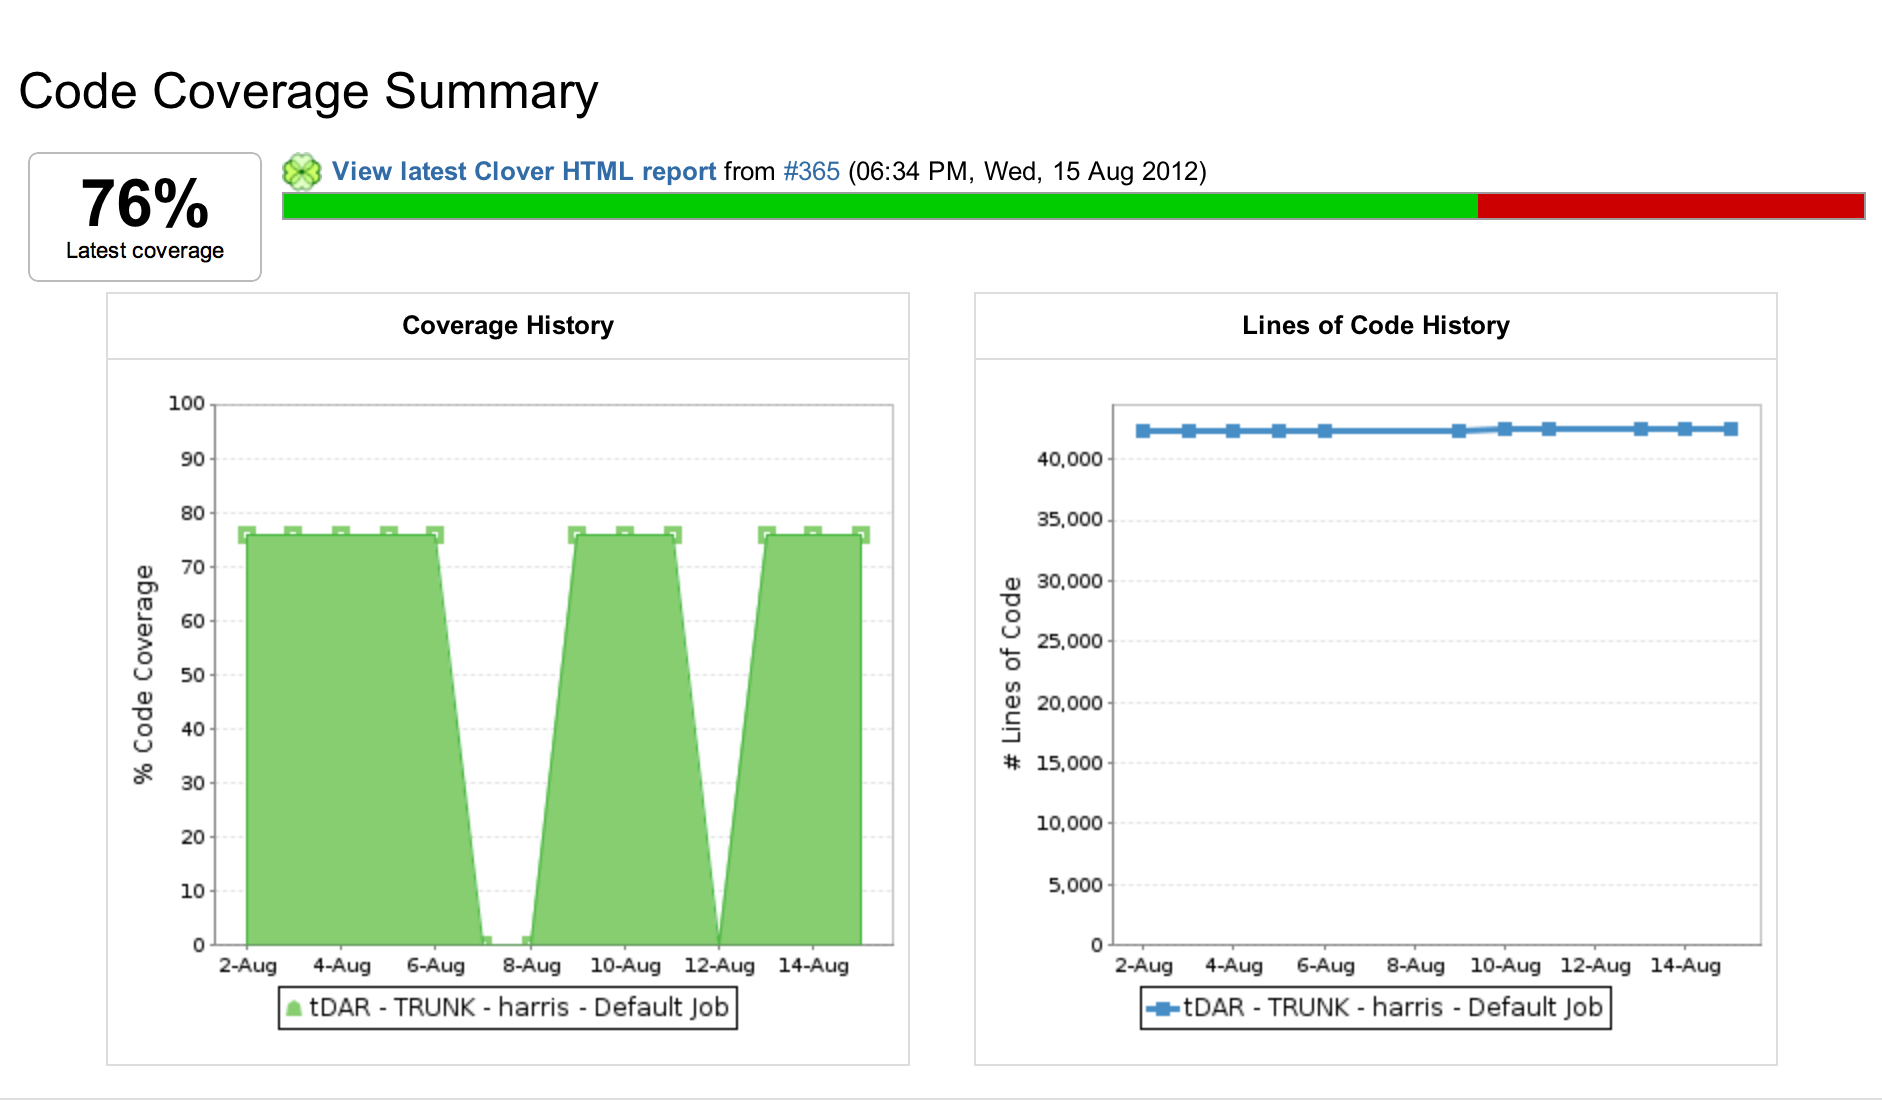 Code Coverage Summary
76%
Latest coverage
View latest Clover HTML report from #365 (06:34 PM, Wed, 15 Aug 2012)
Coverage History
% Code Coverage
100
90
80
70
60
50
40
30
20
10
0
2-Aug 4-Aug 6-Aug 8-Aug 10-Aug 12-Aug 14-Aug
tDAR - TRUNK - harris - Default Job
Lines of Code History
# Lines of Code
40,000
35,000
30,000
25,000
20,000
15,000
10,000
5,000
0
2-Aug 4-Aug 6-Aug 8-Aug 10-Aug 12-Aug 14-Aug
tDAR - TRUNK - harris - Default Job